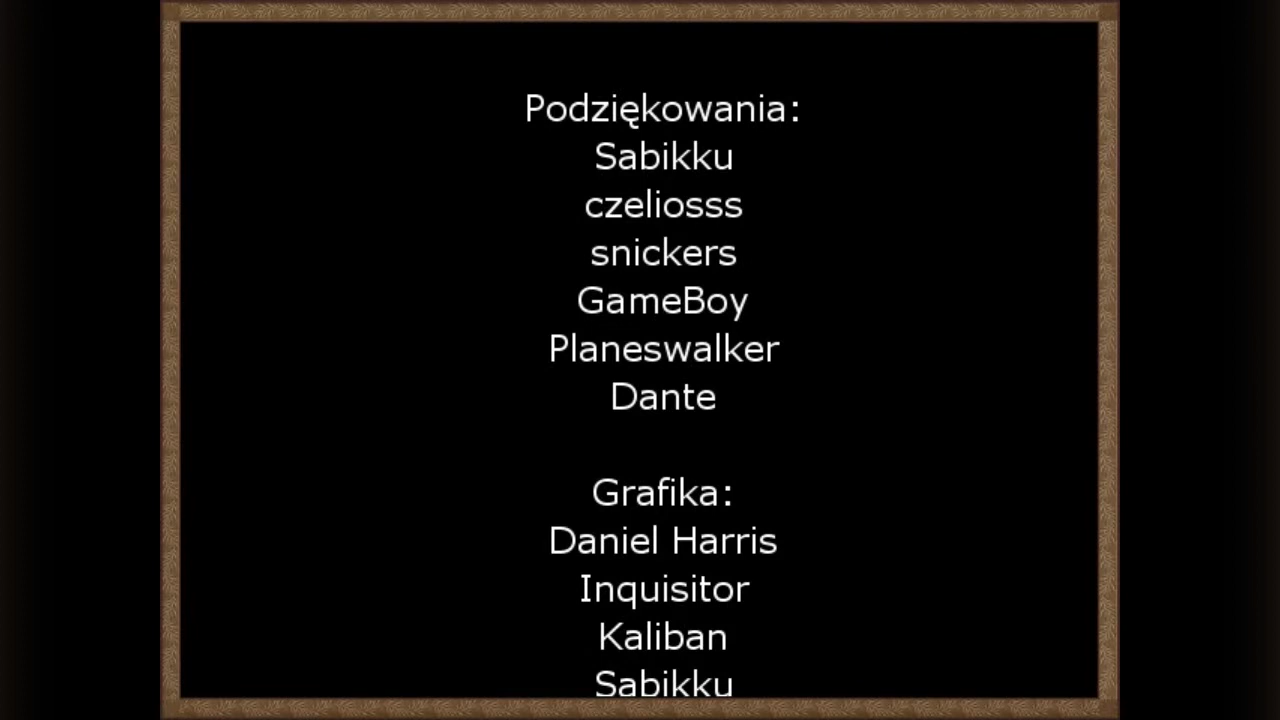 Podziękowania:
Sabikku
czeliosss
snickers
GameBoy
Planeswalker
Dante
Grafika:
Daniel Harris
Inquisitor
Kaliban
Sabikku